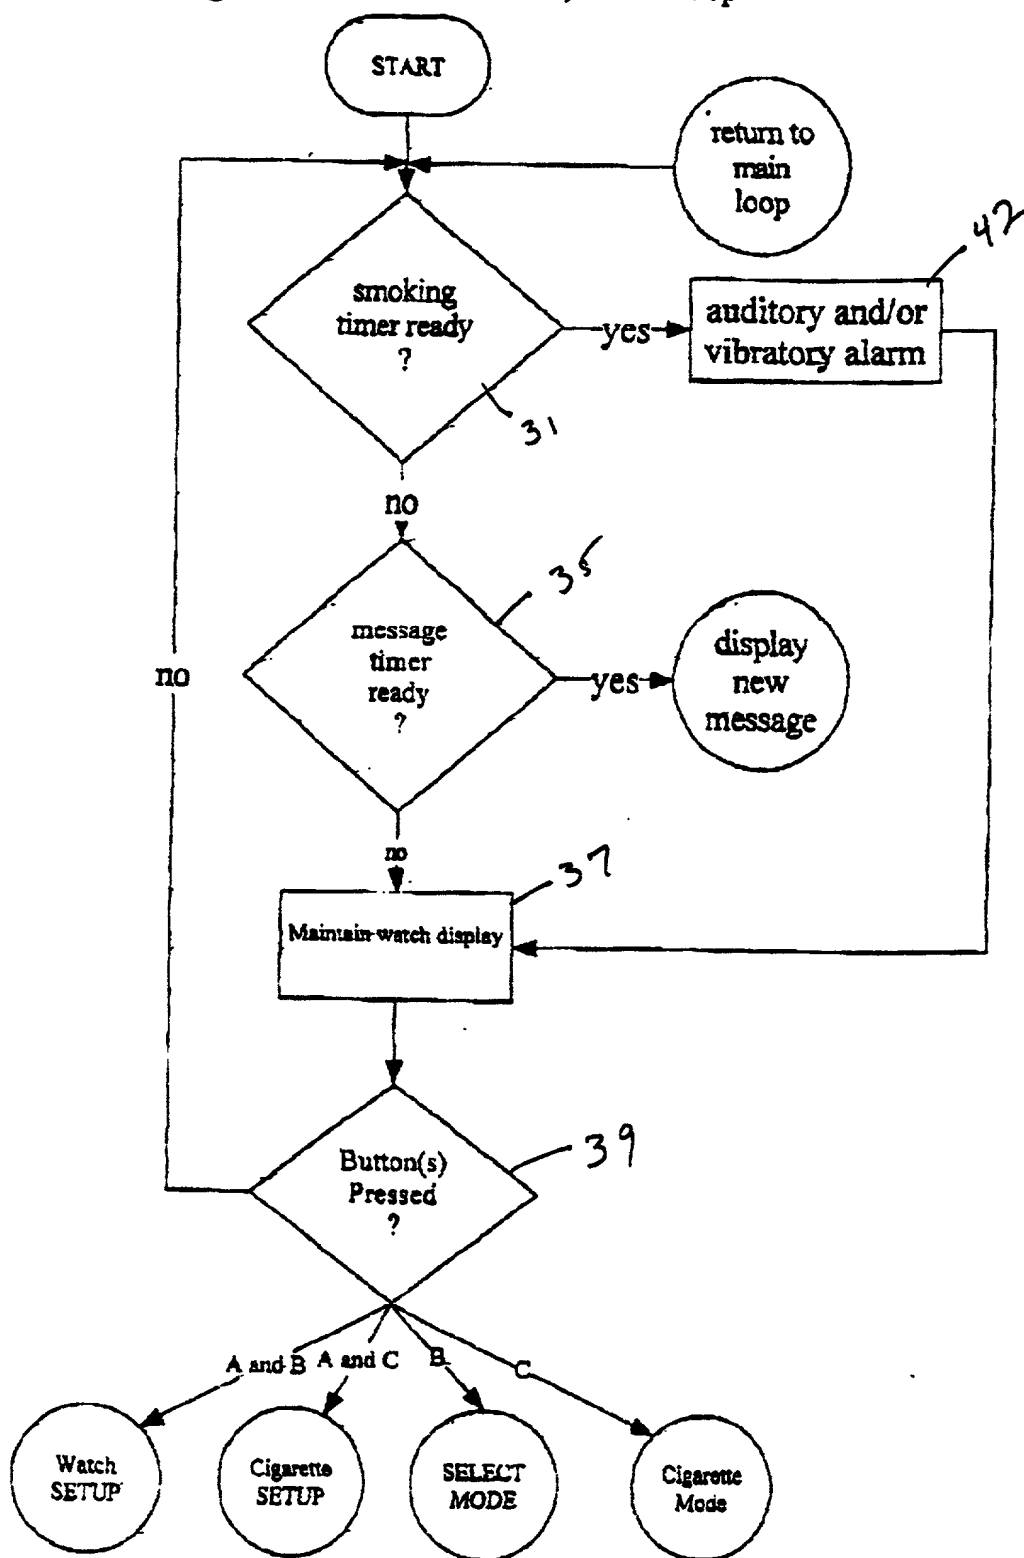 START
return to
main
loop
42
smoking
timer ready
?
yes
auditory and/or
vibratory alarm
31
no
35
message
timer
ready
?
yes
display
new
message
no
no
37
Maintain watch display
39
Button(s)
Pressed
?
A and B
A and C
B
C
Watch
SETUP
Cigarette
SETUP
SELECT
MODE
Cigarette
Mode